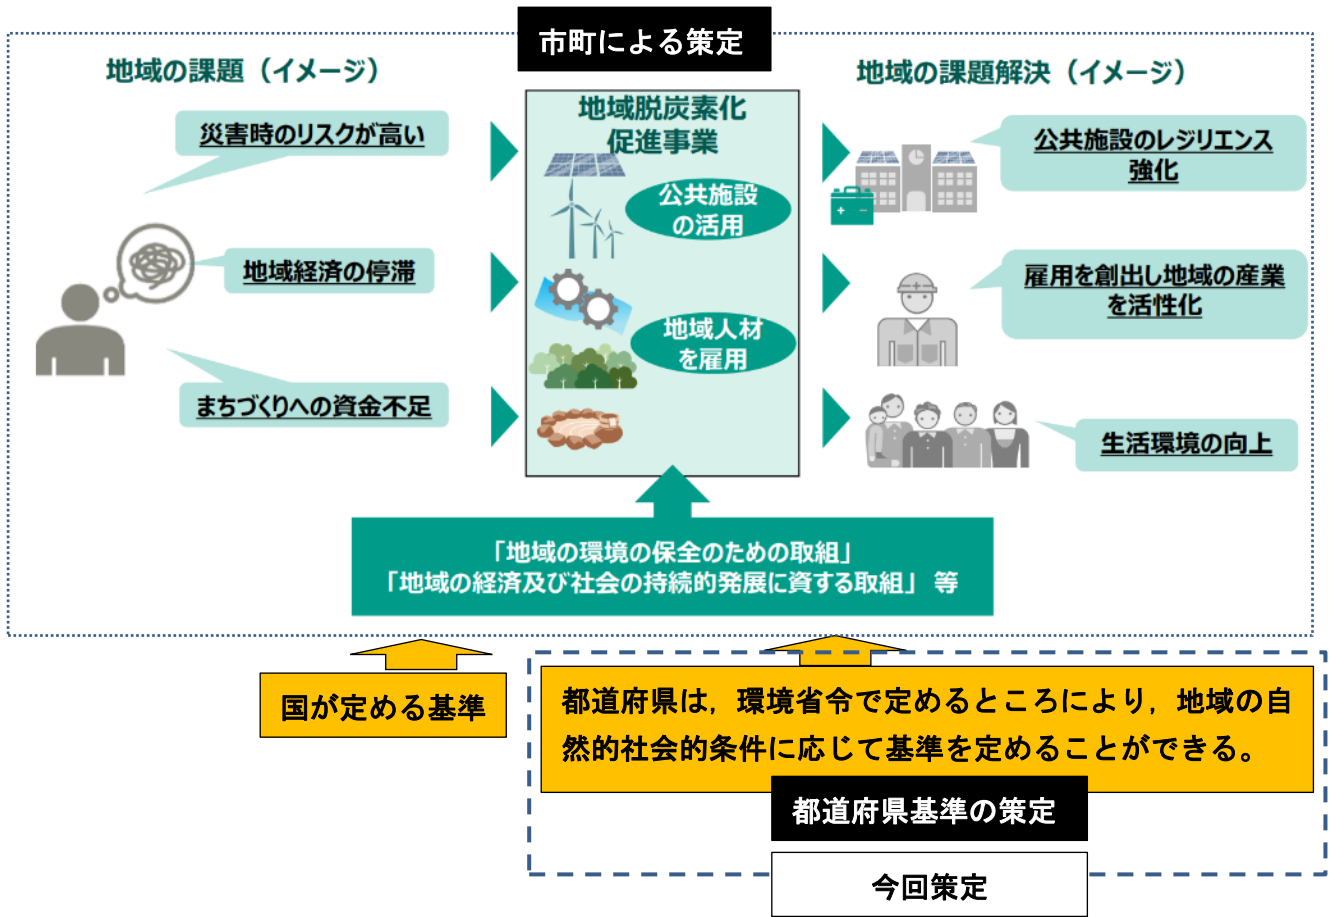 市町による策定
地域の課題（イメージ）
災害時のリスクが高い
地域経済の停滞
まちづくりへの資金不足
地域脱炭素化
促進事業
公共施設
の活用
地域人材
を雇用
地域の課題解決（イメージ）
公共施設のレジリエンス
強化
雇用を創出し地域の産業
を活性化
生活環境の向上
「地域の環境の保全のための取組」
「地域の経済及び社会の持続的発展に資する取組」 等
国が定める基準
都道府県は，環境省令で定めるところにより，地域の自
然的社会的条件に応じて基準を定めることができる。
都道府県基準の策定
今回策定